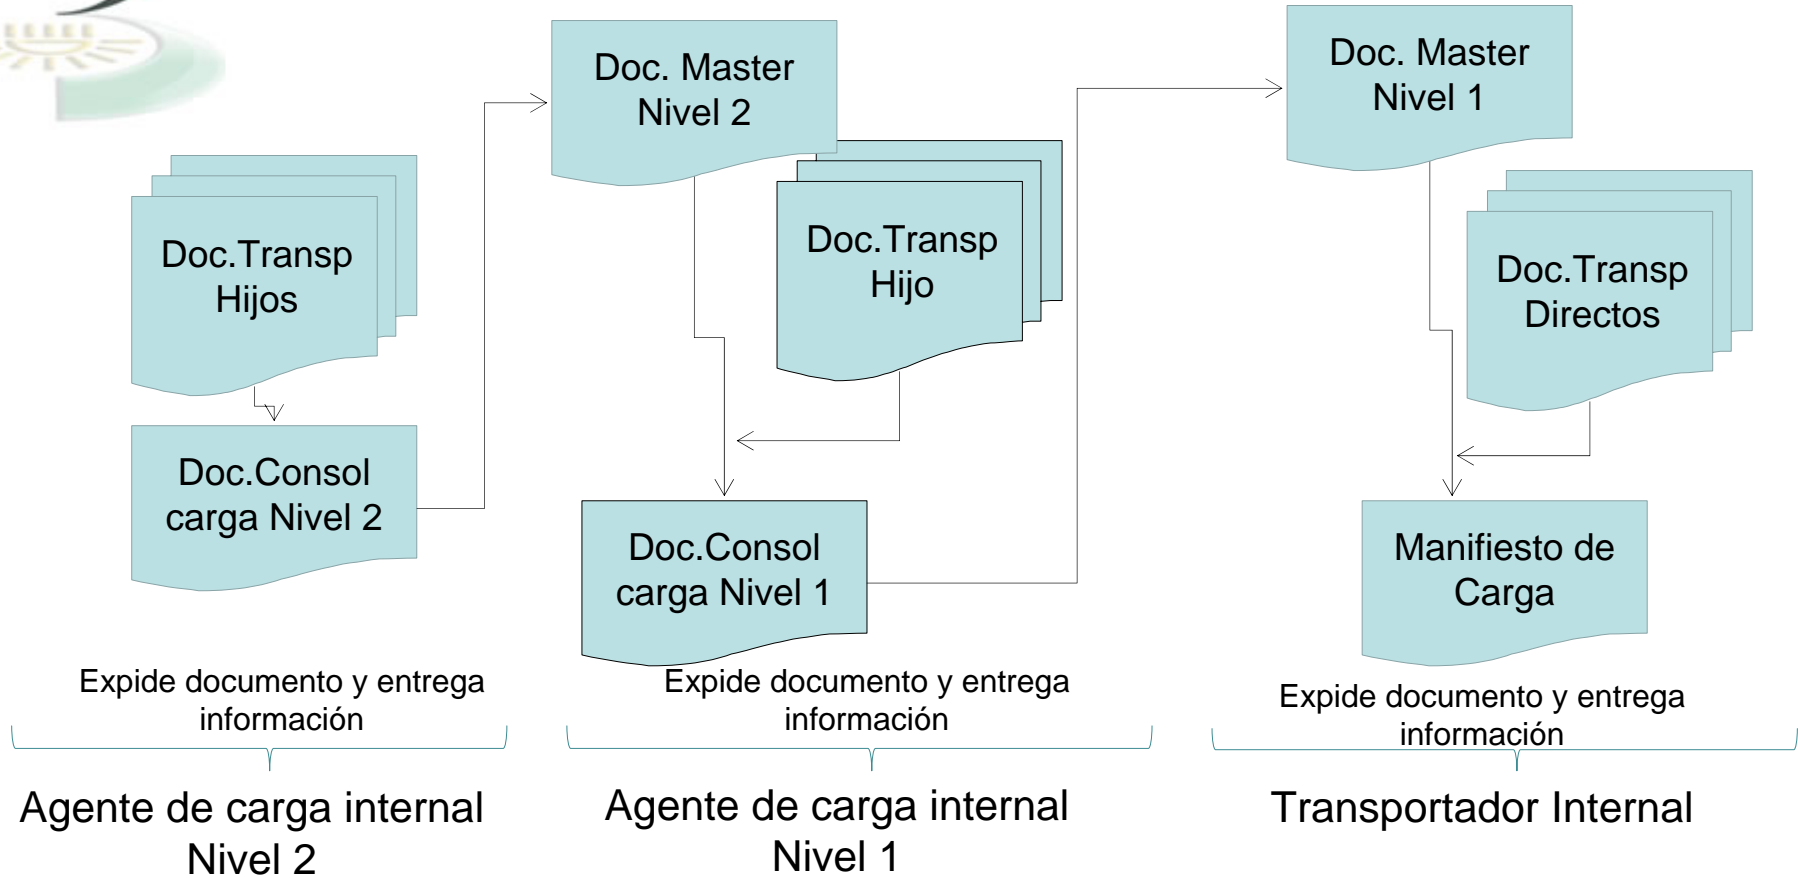 Doc.Transp
Hijos
Doc.Consol
carga Nivel 2
Expide documento y entrega
información
Agente de carga internal
Nivel 2
Doc. Master
Nivel 2
Doc.Transp
Hijo
Doc.Consol
carga Nivel 1
Expide documento y entrega
información
Agente de carga internal
Nivel 1
Doc. Master
Nivel 1
Doc.Transp
Directos
Manifiesto de
Carga
Expide documento y entrega
información
Transportador Internal